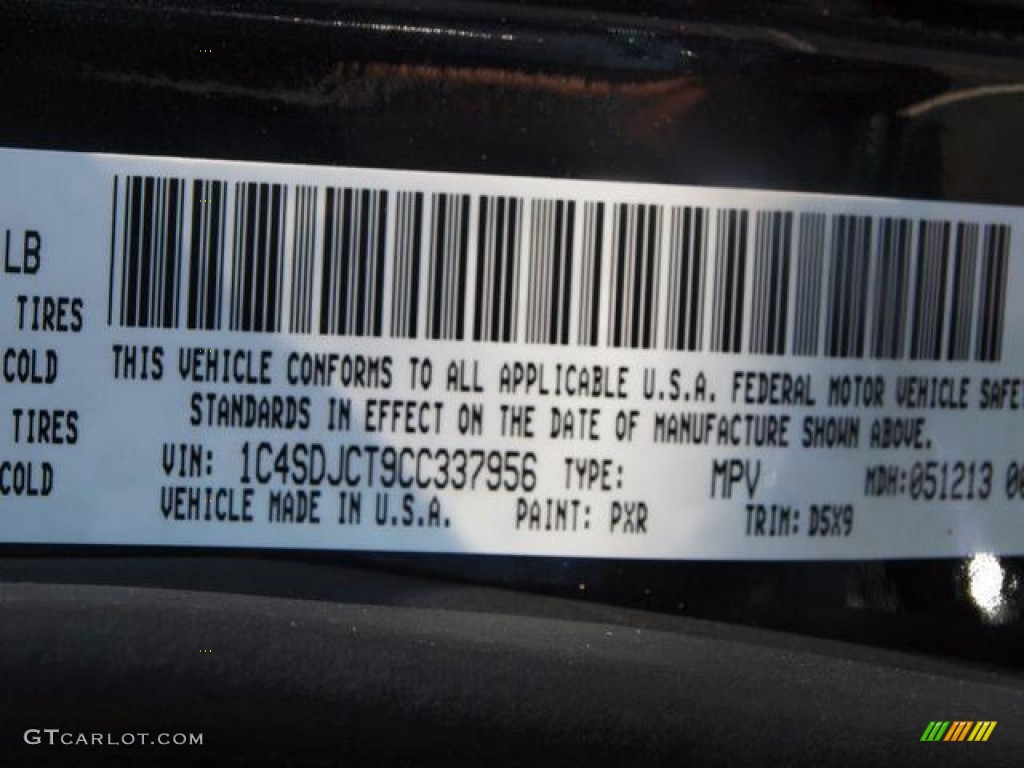 LB
TIRES
COLD
TIRES
COLD
THIS VEHICLE CONFORMS TO ALL APPLICABLE U.S.A. FEDERAL MOTOR VEHICLE SAFE
STANDARDS IN EFFECT ON THE DATE OF MANUFACTURE SHOWN ABOVE.
VIN: 1C4SDJCT9CC337956 TYPE: MPV MDH:051213
VEHICLE MADE IN U.S.A. PAINT: PXR TRIM: DSX9
GTCARLOT.COM